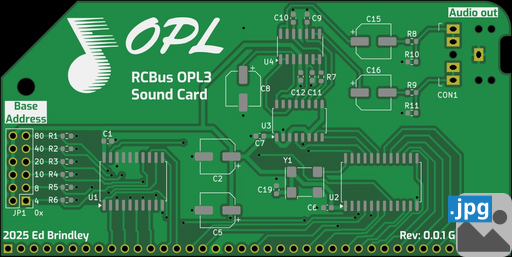 OPL
RCBus OPL3
Sound Card
Audio out
C10
C9
C15
R8
R10
U4
C16
R9
R11
CON1
C8
C12
C11
R7
Base
Address
80 R1
40 R2
20 R3
10 R4
8 R5
4 R6
JP1 0x
C1
U1
U3
C7
C2
Y1
C19
U2
C5
2025 Ed Brindley
Rev: 0.0.1 G
.jpg